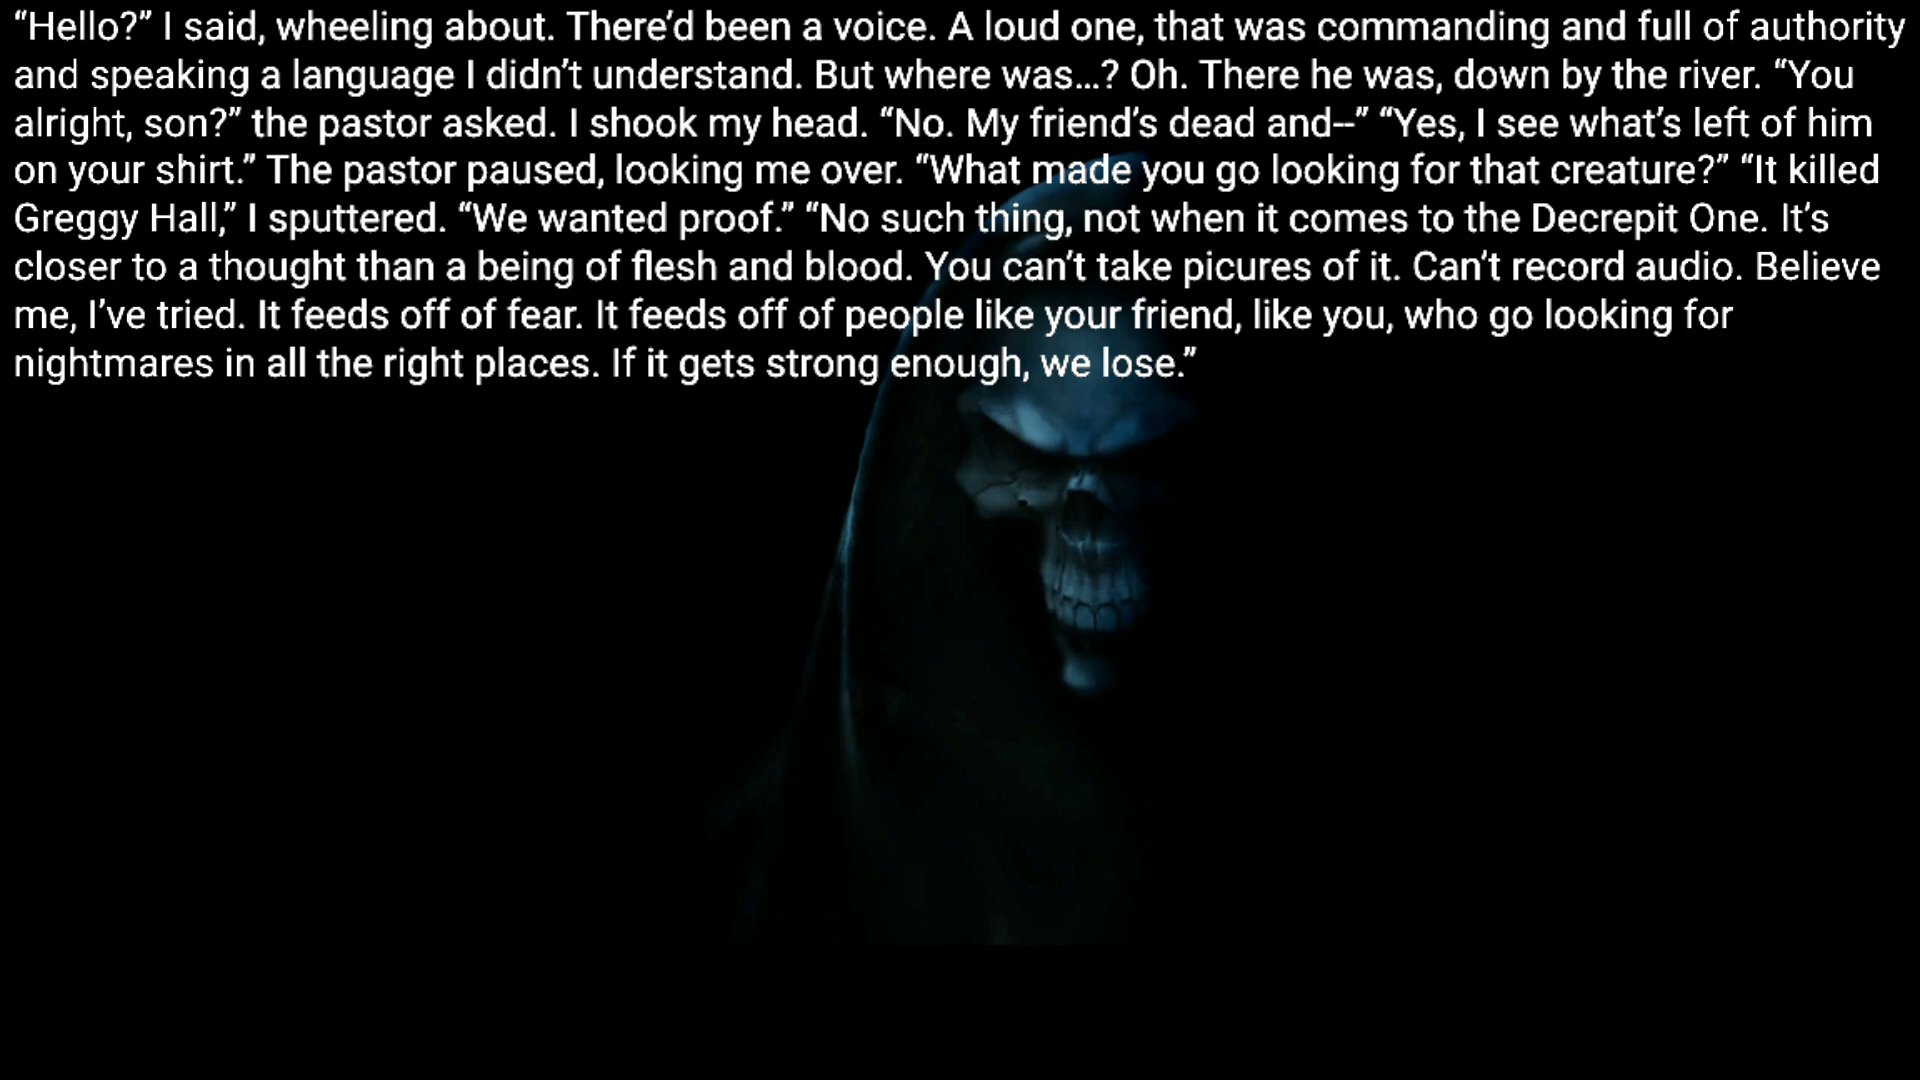 “Hello?” I said, wheeling about. There’d been a voice. A loud one, that was commanding and full of authority
and speaking a language I didn’t understand. But where was...? Oh. There he was, down by the river. “You
alright, son?” the pastor asked. I shook my head. “No. My friend’s dead and--” “Yes, I see what’s left of him
on your shirt.” The pastor paused, looking me over. “What made you go looking for that creature?” “It killed
Greggy Hall,” I sputtered. “We wanted proof.” “No such thing, not when it comes to the Decrepit One. It’s
closer to a thought than a being of flesh and blood. You can’t take picures of it. Can’t record audio. Believe
me, I’ve tried. It feeds off of fear. It feeds off of people like your friend, like you, who go looking for
nightmares in all the right places. If it gets strong enough, we lose.”